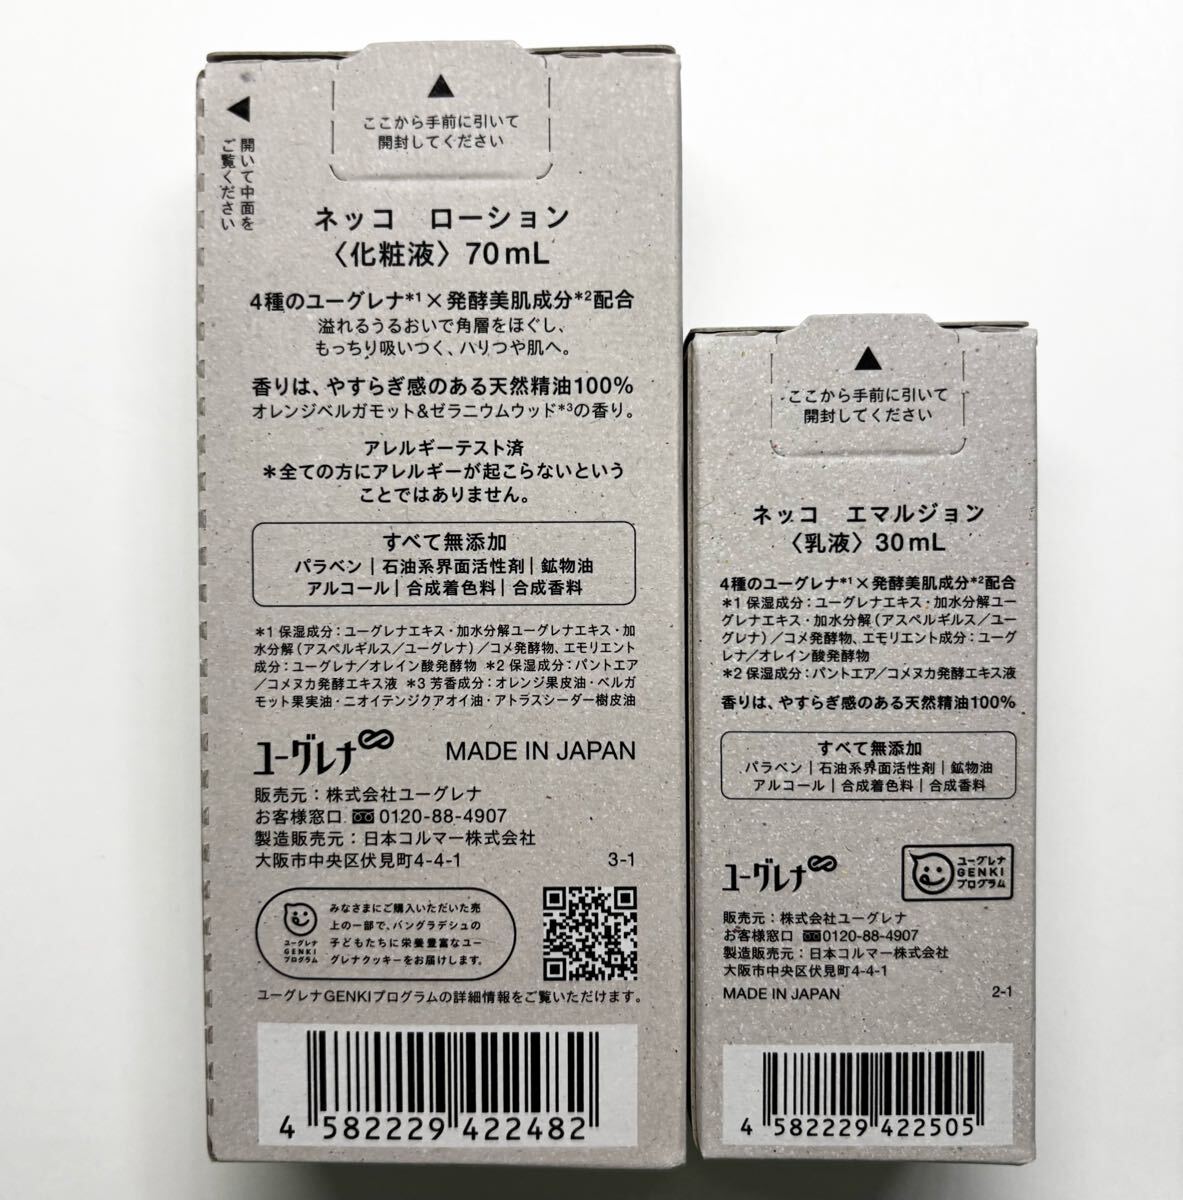 ここから手前に引いて
開封してください
開いて中面を
ご覧ください
ネッコ　ローション
〈化粧液〉70mL
4種のユーグレナ*1×発酵美肌成分*2配合
溢れるうるおいで角層をほぐし、
もっちり吸いつく、ハリつや肌へ。
香りは、やすらぎ感のある天然精油100%
オレンジベルガモット&ゼラニウムウッド*3の香り。
アレルギーテスト済
*全ての方にアレルギーが起こらないという
ことではありません。
すべて無添加
パラベン|石油系界面活性剤|鉱物油
アルコール|合成着色料|合成香料
*1 保湿成分：ユーグレナエキス・加水分解ユーグレナエキス・加
水分解（アスペルギルス／ユーグレナ）／コメ発酵物、エモリエント
成分：ユーグレナ／オレイン酸発酵物 *2 保湿成分：パントエア
／コメヌカ発酵エキス液 *3 芳香成分：オレンジ果皮油・ベルガ
モット果実油・ニオイテンジクアオイ油・アトラスシーダー樹皮油
ユーグレナ MADE IN JAPAN
販売元：株式会社ユーグレナ
お客様窓口 0120-88-4907
製造販売元：日本コルマー株式会社
大阪市中央区伏見町4-4-1 3-1
ユーグレナ
GENKI
プログラム
みなさまにご購入いただいた売
上の一部で、バングラデシュの
子どもたちに栄養豊富なユー
グレナクッキーをお届けします。
ユーグレナGENKIプログラムの詳細情報をご覧いただけます。
4 582229 422482
ここから手前に引いて
開封してください
ネッコ　エマルジョン
〈乳液〉30mL
4種のユーグレナ*1×発酵美肌成分*2配合
*1 保湿成分：ユーグレナエキス・加水分解ユー
グレナエキス・加水分解（アスペルギルス／ユー
グレナ）／コメ発酵物、エモリエント成分：ユーグ
レナ／オレイン酸発酵物
*2 保湿成分：パントエア／コメヌカ発酵エキス液
香りは、やすらぎ感のある天然精油100%
すべて無添加
パラベン|石油系界面活性剤|鉱物油
アルコール|合成着色料|合成香料
ユーグレナ
ユーグレナ
GENKI
プログラム
販売元：株式会社ユーグレナ
お客様窓口 0120-88-4907
製造販売元：日本コルマー株式会社
大阪市中央区伏見町4-4-1
MADE IN JAPAN 2-1
4 582229 422505